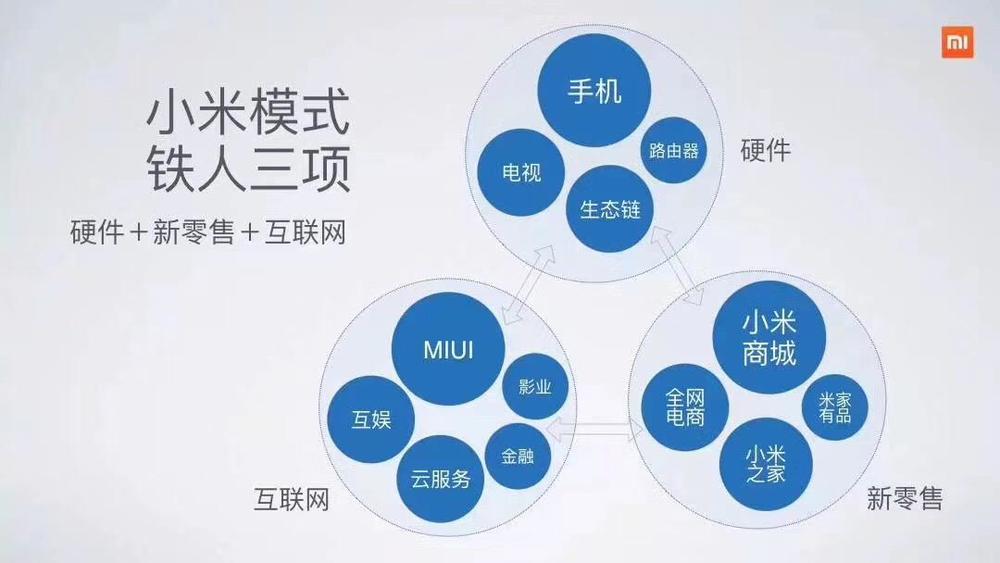 小米模式
铁人三项
硬件＋新零售＋互联网
mi
手机
电视
路由器
生态链
硬件
MIUI
影业
互娱
云服务
金融
互联网
小米
商城
全网
电商
米家
有品
小米
之家
新零售